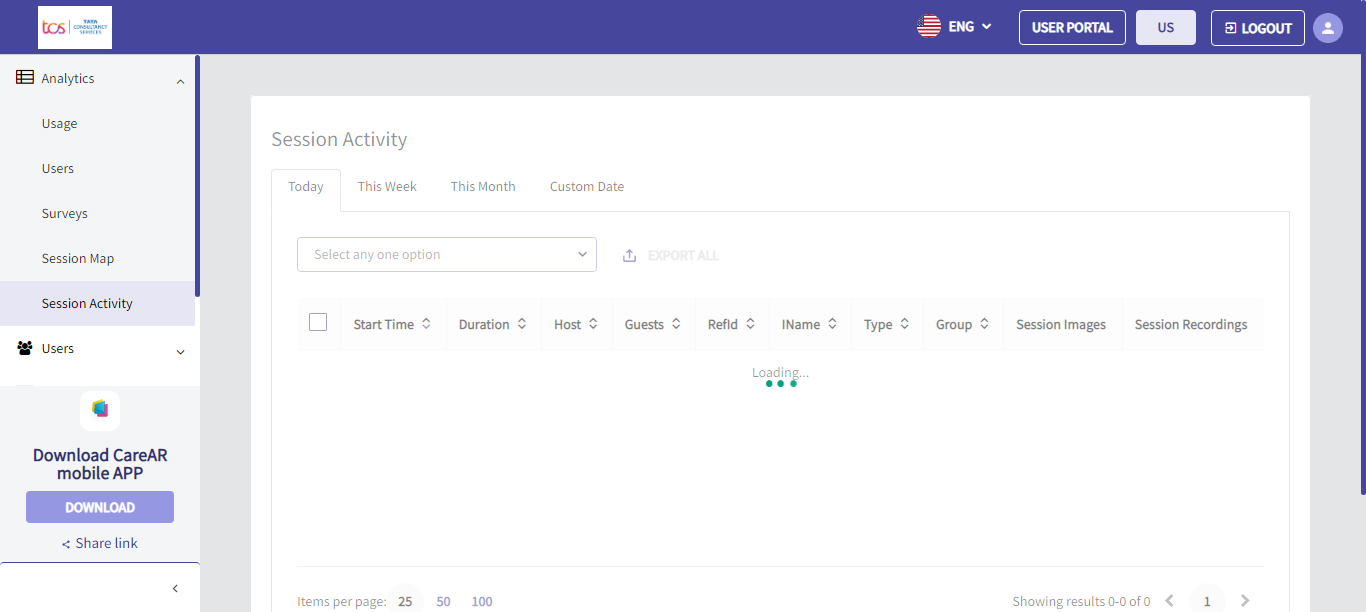 tcs TATA
CONSULTANCY
SERVICES
ENG
USER PORTAL
US
LOGOUT
Analytics
Usage
Users
Surveys
Session Map
Session Activity
Users
Download CareAR
mobile APP
DOWNLOAD
Share link
Session Activity
Today This Week This Month Custom Date
Select any one option EXPORT ALL
Start Time Duration Host Guests RefId IName Type Group Session Images Session Recordings
Loading...
Items per page: 25 50 100 Showing results 0-0 of 0 1